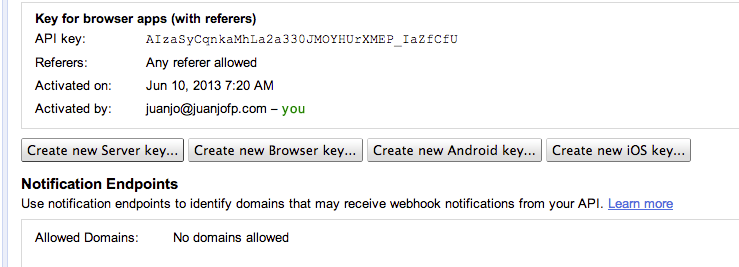 Key for browser apps (with referers)
API key: AIzaSyCqnkaMhLa2a330JMOYHUrXMEP_IaZfCfU
Referers: Any referer allowed
Activated on: Jun 10, 2013 7:20 AM
Activated by: juanjo@juanjofp.com – you
Create new Server key... Create new Browser key... Create new Android key... Create new iOS key...
Notification Endpoints
Use notification endpoints to identify domains that may receive webhook notifications from your API. Learn more
Allowed Domains: No domains allowed